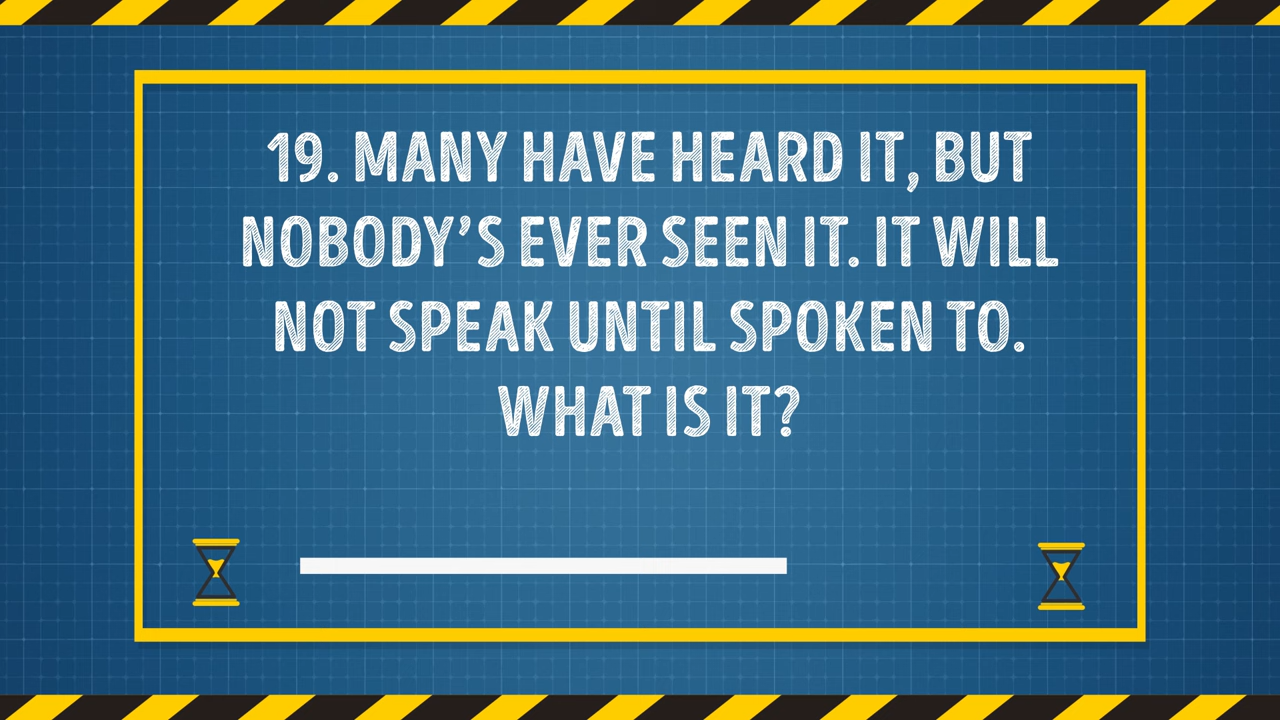 19. MANY HAVE HEARD IT, BUT
NOBODY’S EVER SEEN IT. IT WILL
NOT SPEAK UNTIL SPOKEN TO.
WHAT IS IT?